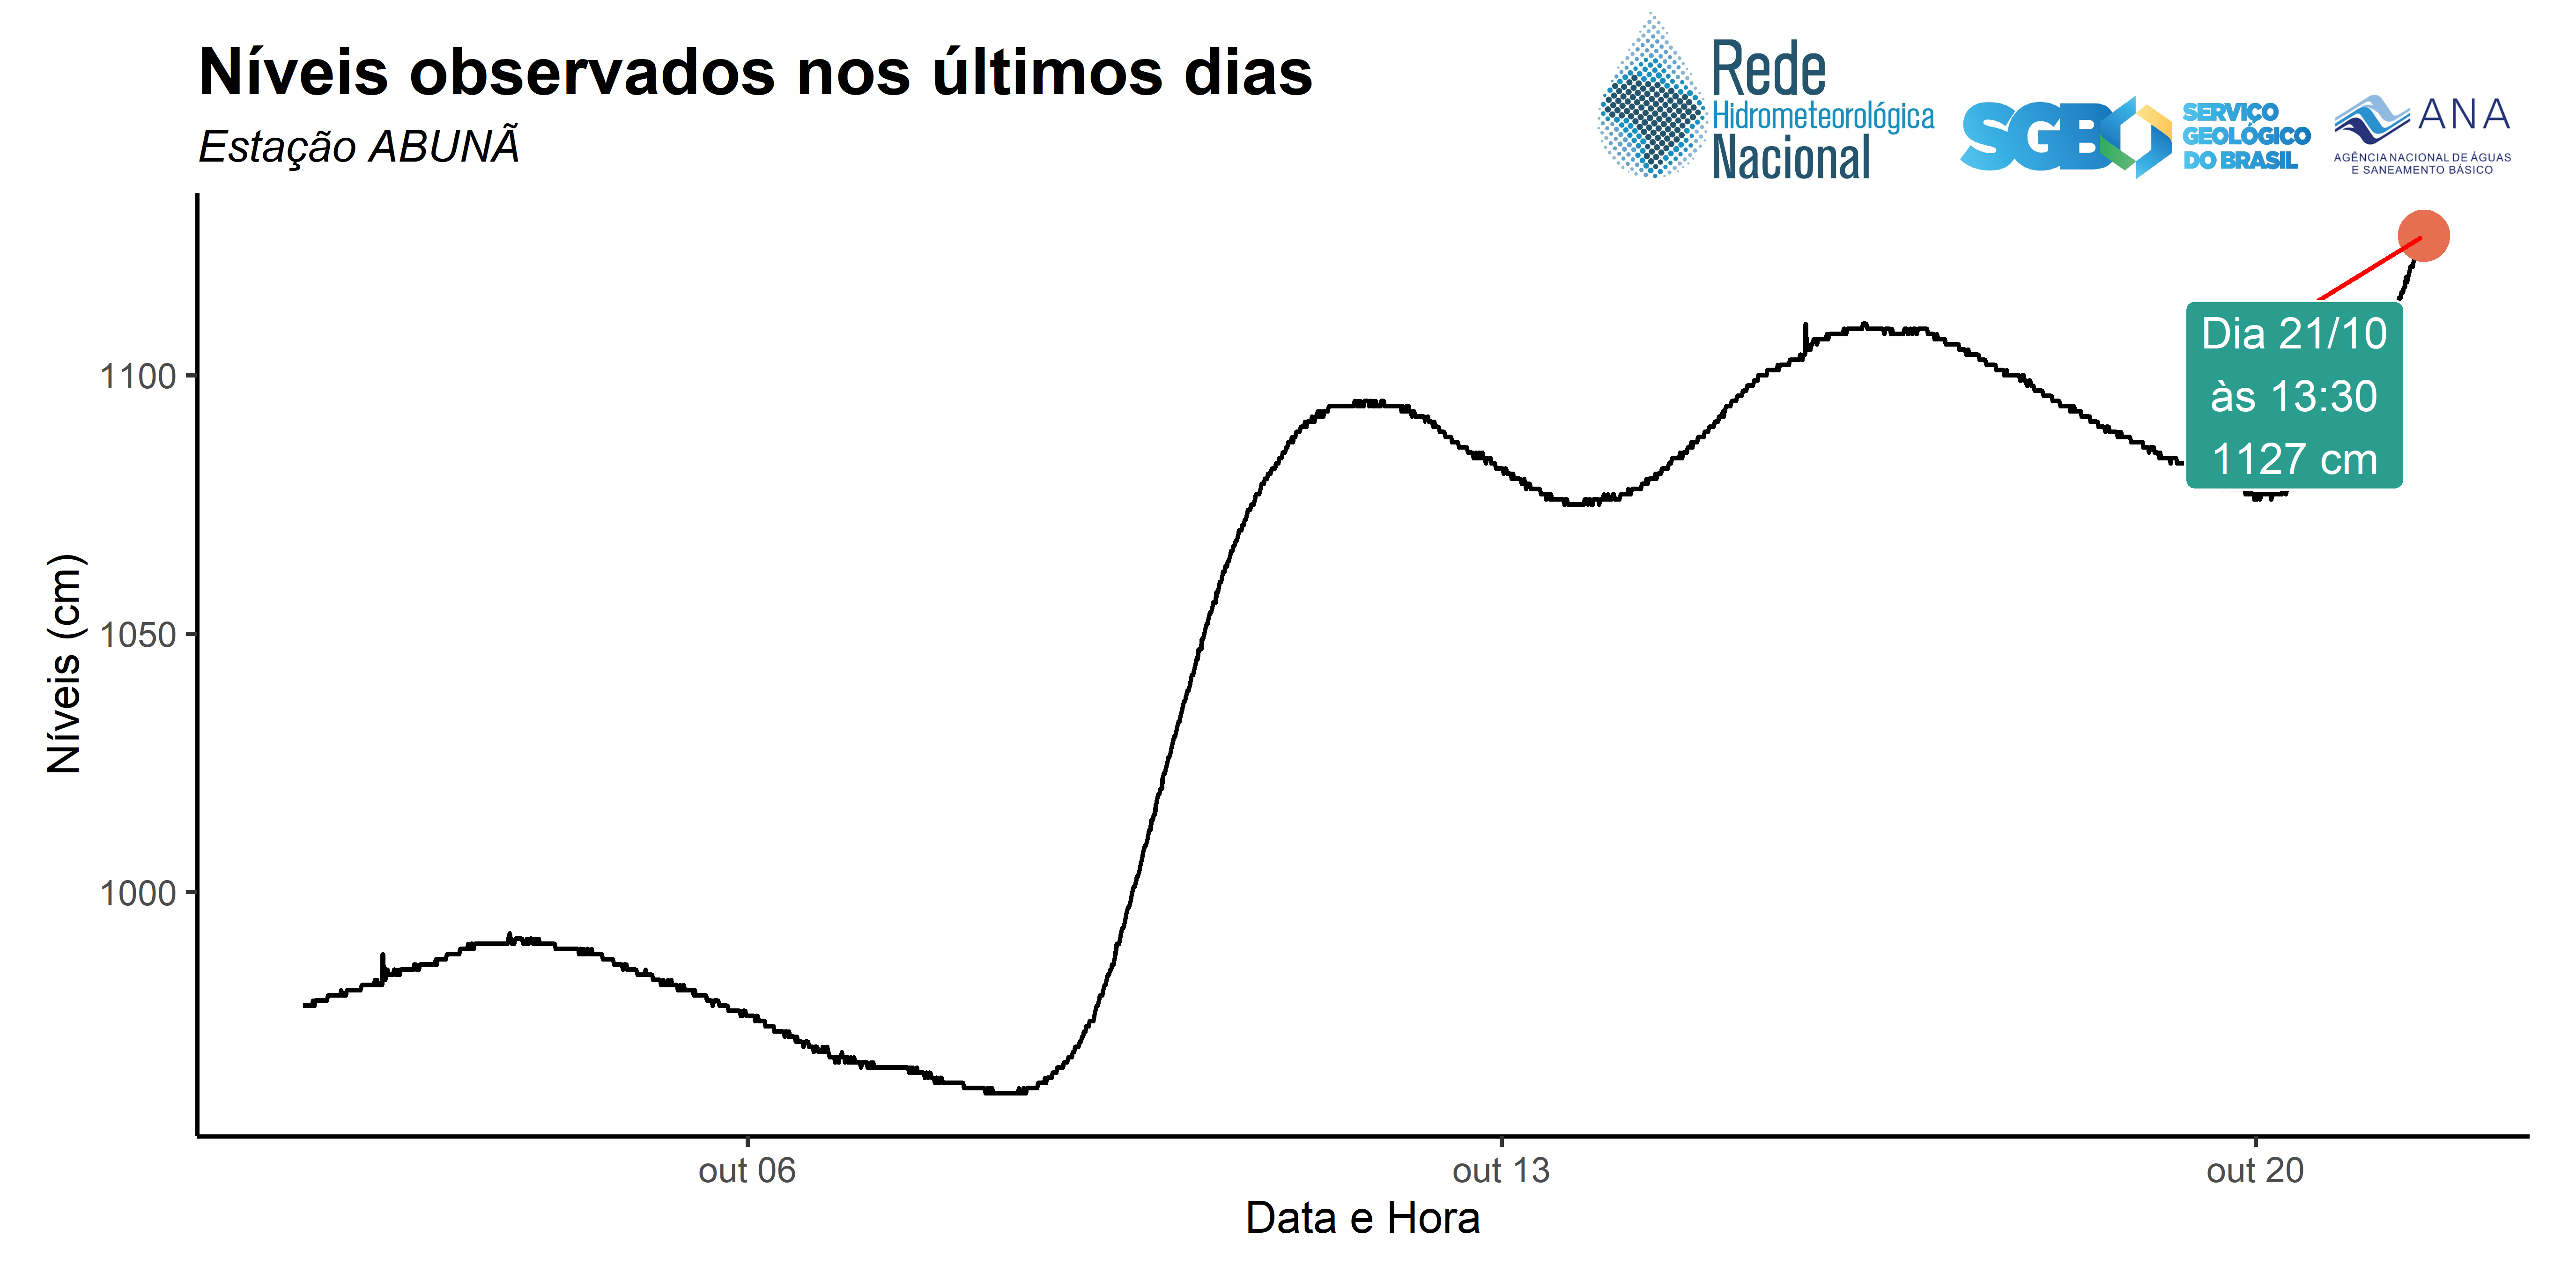 Níveis observados nos últimos dias
Estação ABUNÃ
Rede
Hidrometeorológica
Nacional
SGB
SERVIÇO
GEOLÓGICO
DO BRASIL
ANA
AGÊNCIA NACIONAL DE ÁGUAS
E SANEAMENTO BÁSICO
Dia 21/10
às 13:30
1127 cm
Níveis (cm)
1100
1050
1000
out 06
out 13
out 20
Data e Hora